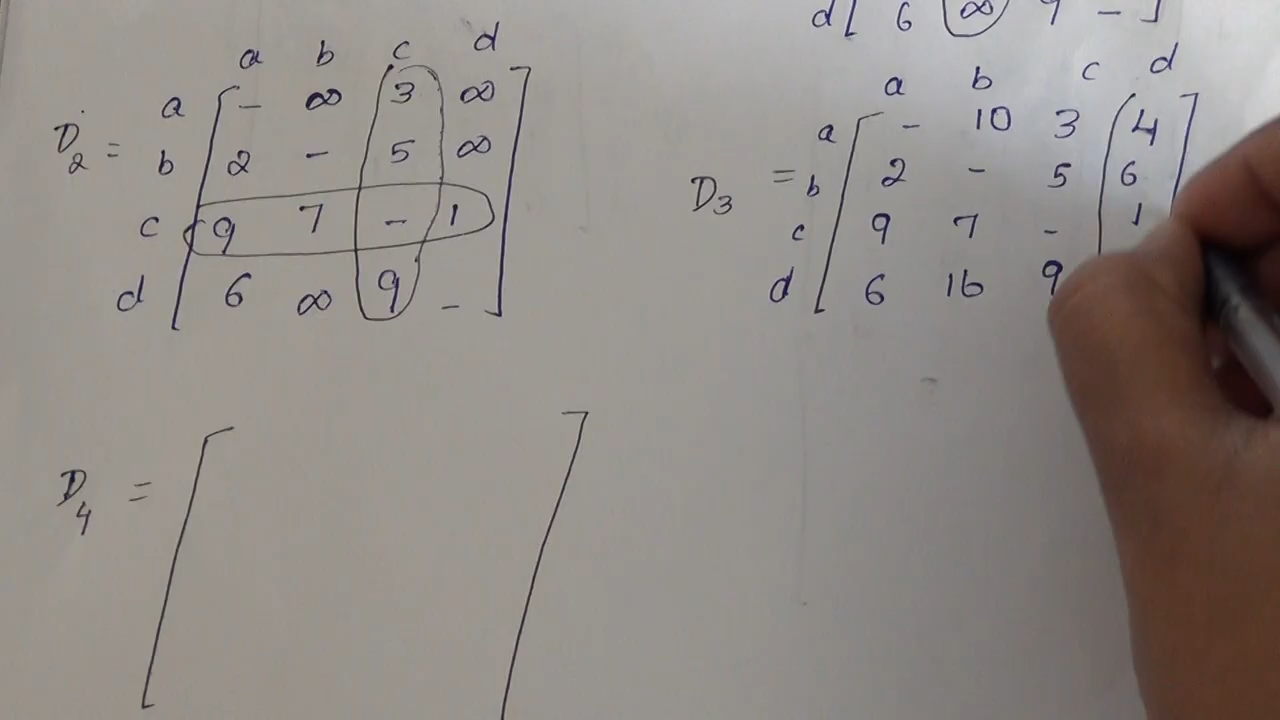 d [ 6 ∞ 9 - ]
a b c d
D2 =
a - ∞ 3 ∞
b 2 - 5 ∞
c 9 7 - 1
d 6 ∞ 9 -
a b c d
D3 =
a - 10 3 4
b 2 - 5 6
c 9 7 - 1
d 6 16 9
D4 =